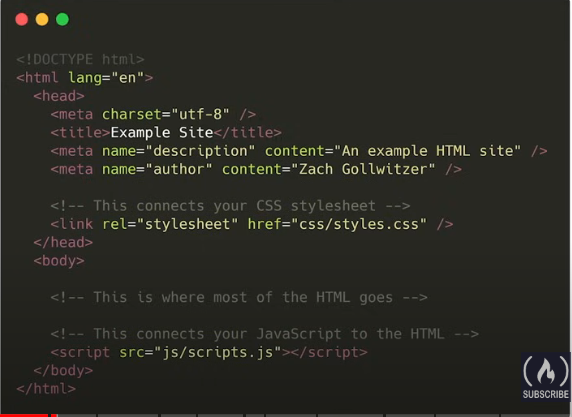 <!DOCTYPE html>
<html lang="en">
  <head>
    <meta charset="utf-8" />
    <title>Example Site</title>
    <meta name="description" content="An example HTML site" />
    <meta name="author" content="Zach Gollwitzer" />

    <!-- This connects your CSS stylesheet -->
    <link rel="stylesheet" href="css/styles.css" />
  </head>
  <body>

    <!-- This is where most of the HTML goes -->

    <!-- This connects your JavaScript to the HTML -->
    <script src="js/scripts.js"></script>
  </body>
</html>
SUBSCRIBE